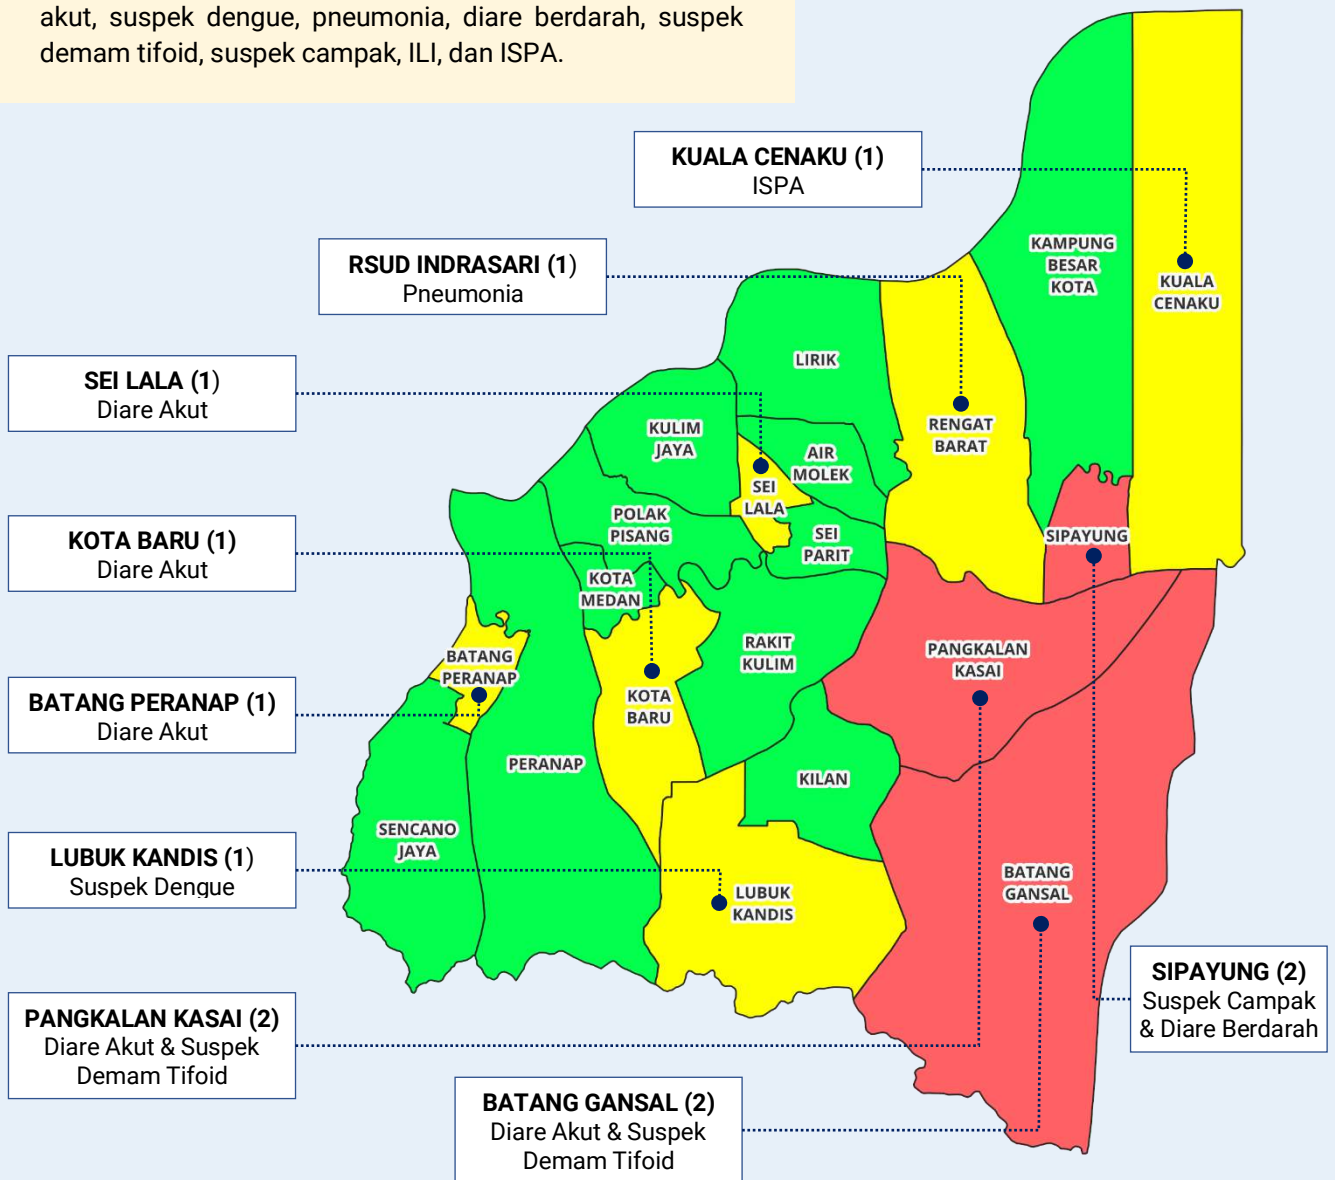 akut, suspek dengue, pneumonia, diare berdarah, suspek
demam tifoid, suspek campak, ILI, dan ISPA.
KUALA CENAKU (1)
ISPA
RSUD INDRASARI (1)
Pneumonia
SEI LALA (1)
Diare Akut
KOTA BARU (1)
Diare Akut
BATANG PERANAP (1)
Diare Akut
LUBUK KANDIS (1)
Suspek Dengue
PANGKALAN KASAI (2)
Diare Akut & Suspek
Demam Tifoid
BATANG GANSAL (2)
Diare Akut & Suspek
Demam Tifoid
SIPAYUNG (2)
Suspek Campak
& Diare Berdarah
KAMPUNG
BESAR
KOTA
KUALA
CENAKU
LIRIK
RENGAT
BARAT
KULIM
JAYA
AIR
MOLEK
SEI
LALA
POLAK
PISANG
SEI
PARIT
SIPAYUNG
KOTA
MEDAN
RAKIT
KULIM
PANGKALAN
KASAI
BATANG
PERANAP
KOTA
BARU
PERANAP
KILAN
SENCANO
JAYA
LUBUK
KANDIS
BATANG
GANSAL